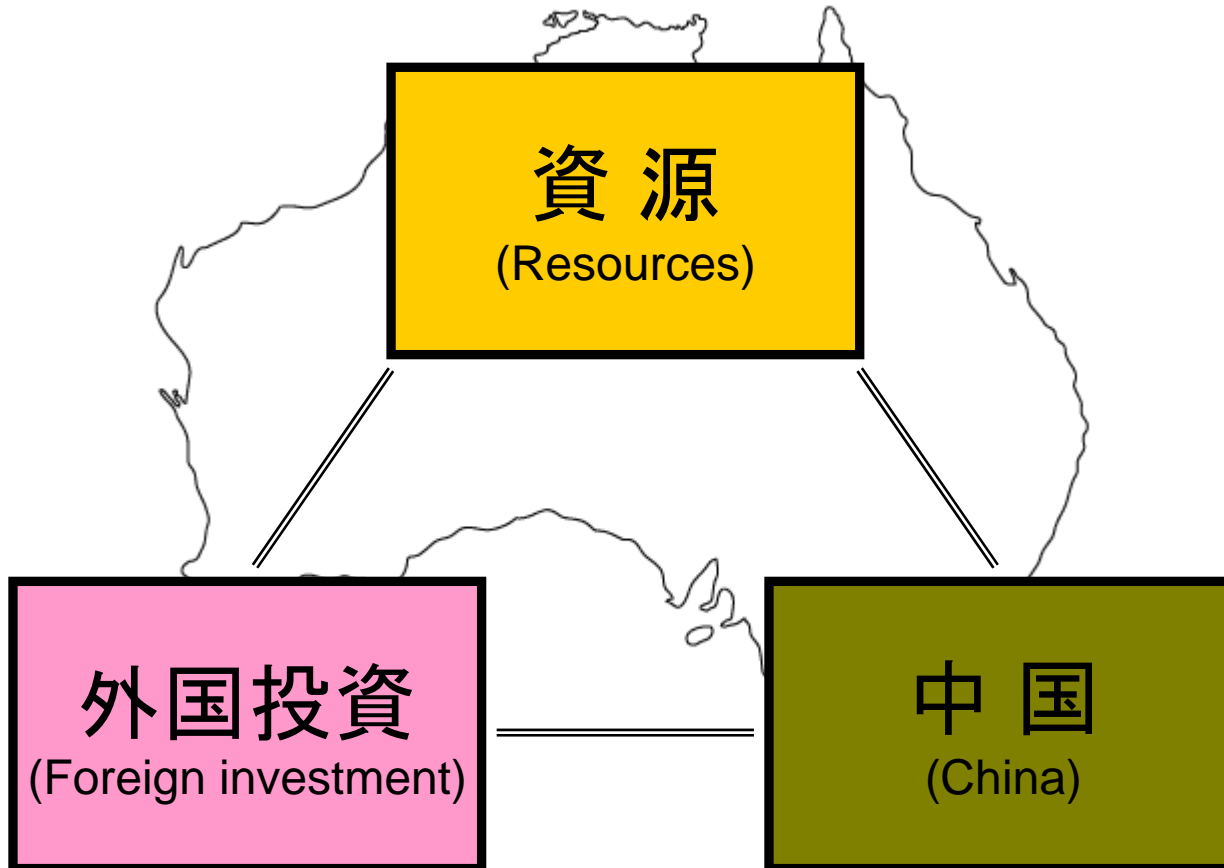 資 源
(Resources)
外国投資
(Foreign investment)
中 国
(China)